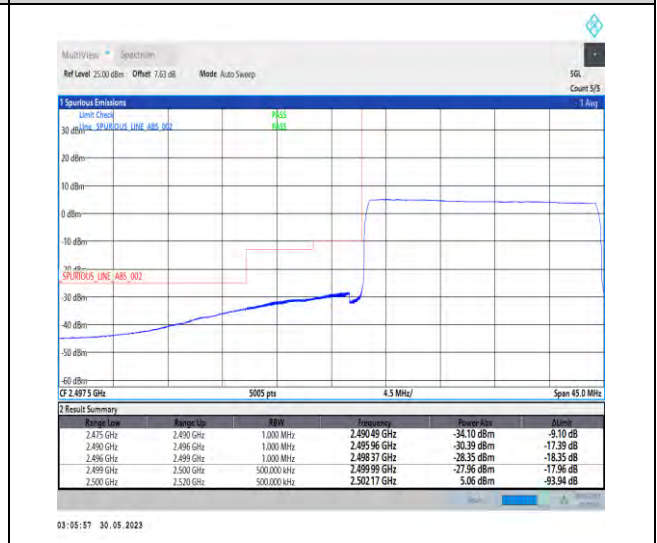 MultiView Spectrum
Ref Level 25.00 dBm Offset 7.63 dB Mode Auto Sweep SGL
Count 5/5
1 Spurious Emissions 1 Avg
Limit Check PASS
Line SPURIOUS_LINE_ABS_002 PASS
30 dBm
20 dBm
10 dBm
0 dBm
-10 dBm
-20 dBm
SPURIOUS_LINE_ABS_002
-30 dBm
-40 dBm
-50 dBm
-60 dBm
CF 2.4975 GHz 5005 pts 4.5 MHz/ Span 45.0 MHz
2 Result Summary
Range Low Range Up RBW Frequency Power Abs ΔLimit
2.475 GHz 2.490 GHz 1.000 MHz 2.49049 GHz -34.10 dBm -9.10 dB
2.490 GHz 2.496 GHz 1.000 MHz 2.49596 GHz -30.39 dBm -17.39 dB
2.496 GHz 2.499 GHz 1.000 MHz 2.49837 GHz -28.35 dBm -18.35 dB
2.499 GHz 2.500 GHz 500.000 kHz 2.49999 GHz -27.96 dBm -17.96 dB
2.500 GHz 2.520 GHz 500.000 kHz 2.50217 GHz 5.06 dBm -93.94 dB
03:05:57 30.05.2023